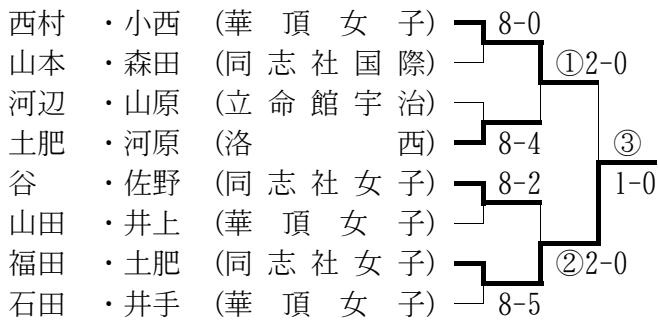 西村 ・小西 (華頂女子) 8-0
山本 ・森田 (同志社国際) ①2-0
河辺 ・山原 (立命館宇治)
土肥 ・河原 (洛西) 8-4 ③
谷 ・佐野 (同志社女子) 8-2 1-0
山田 ・井上 (華頂女子)
福田 ・土肥 (同志社女子) ②2-0
石田 ・井手 (華頂女子) 8-5